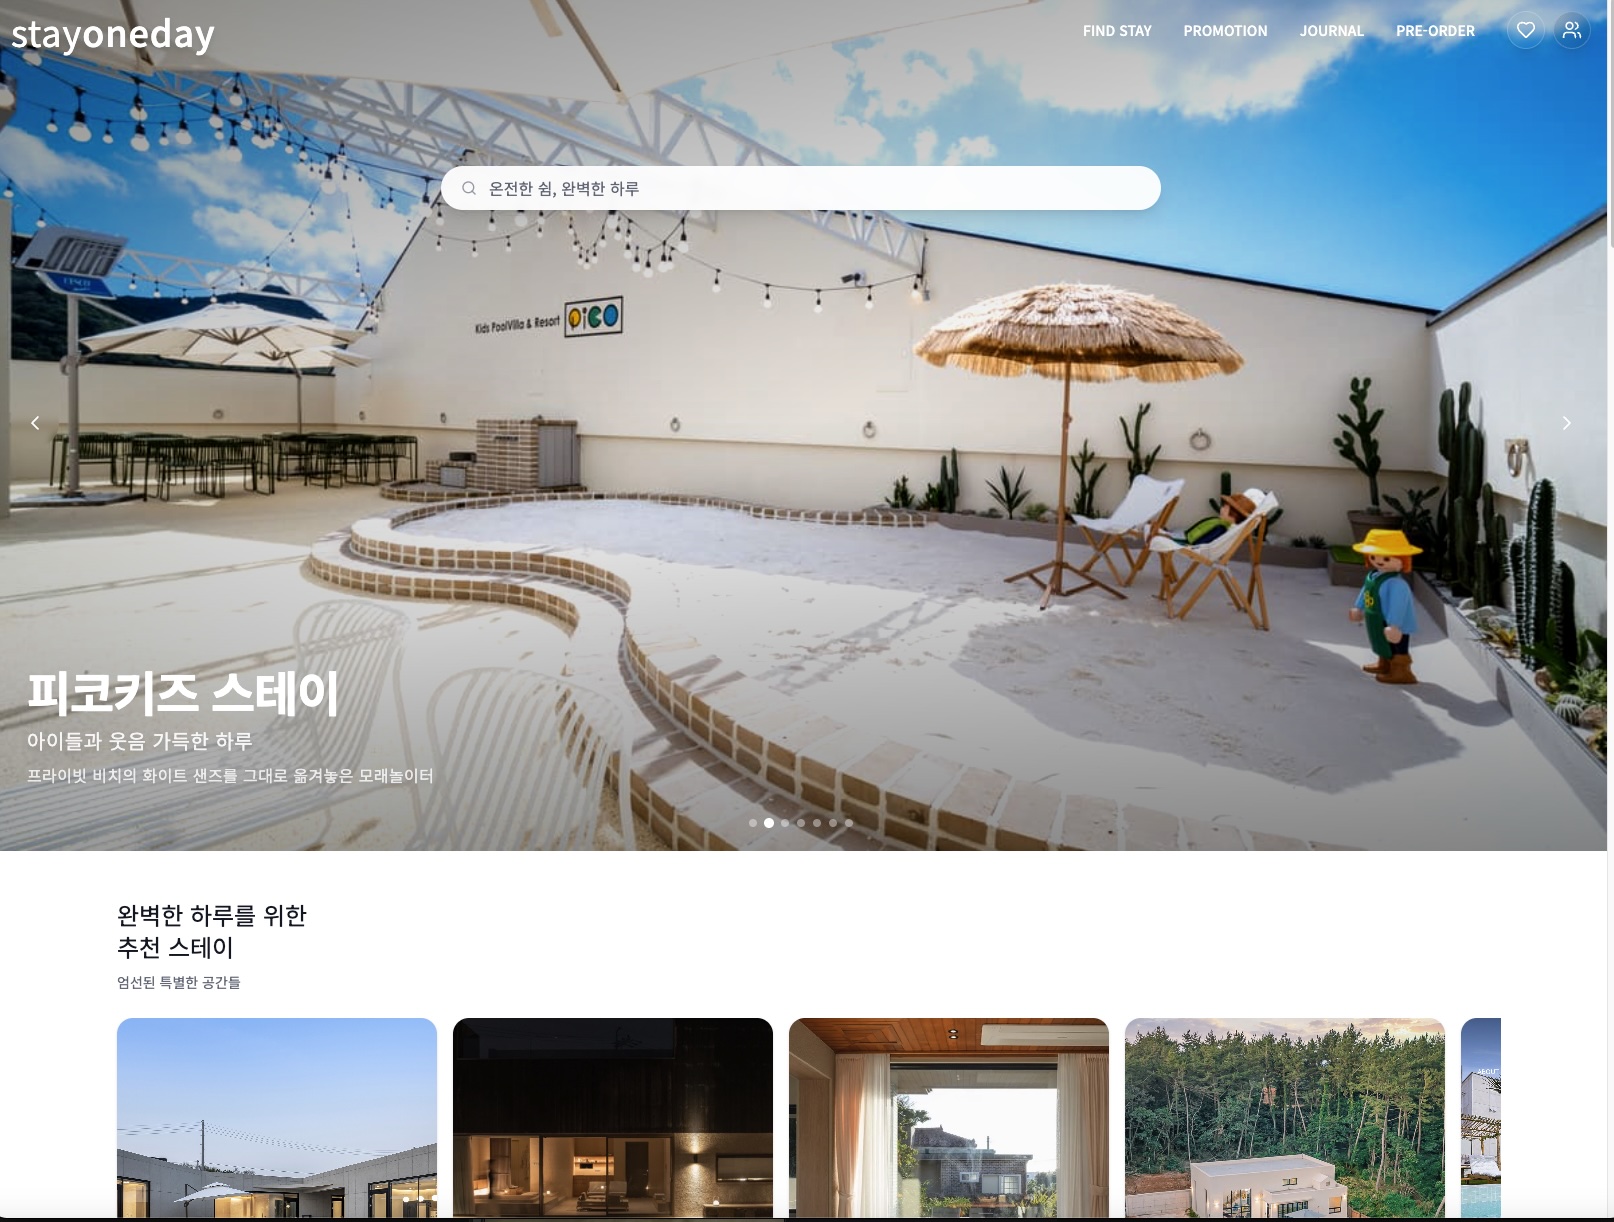 stayoneday
FIND STAY
PROMOTION
JOURNAL
PRE-ORDER
온전한 쉼, 완벽한 하루
Kids PoolVilla & Resort PICO
피코키즈 스테이
아이들과 웃음 가득한 하루
프라이빗 비치의 화이트 샌즈를 그대로 옮겨놓은 모래놀이터
완벽한 하루를 위한
추천 스테이
엄선된 특별한 공간들
ABOUT